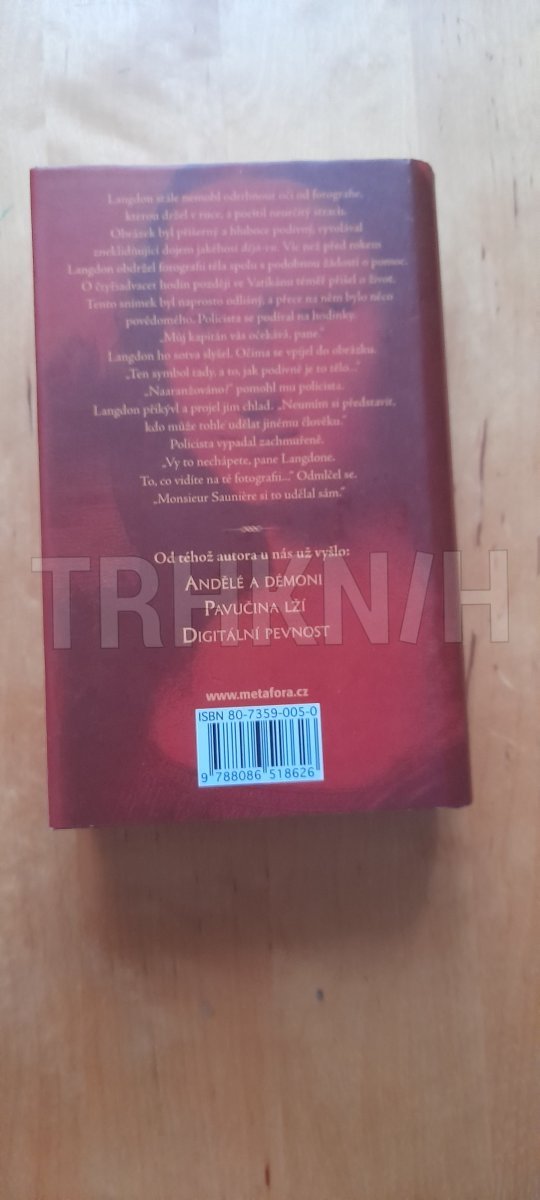 Langdon stále nemohl odtrhnout oči od fotografie,
kterou držel v ruce, a pocítil neurčitý strach.
Obrázek byl příšerný a hluboce podivný, vyvolával
zneklidňující dojem jakéhosi déjà-vu. Víc než před rokem
Langdon obdržel fotografii těla spolu s podobnou žádostí o pomoc.
O čtyřiadvacet hodin později ve Vatikánu téměř přišel o život.
Tento snímek byl naprosto odlišný, a přece na něm bylo něco
povědomého. Policista se podíval na hodinky.
„Můj kapitán vás očekává, pane."
Langdon ho sotva slyšel. Očima se vpíjel do obrázku.
„Ten symbol tady, a to, jak podivně je to tělo..."
„Naaranžováno?" pomohl mu policista.
Langdon přikývl a projel jím chlad. „Neumím si představit,
kdo může tohle udělat jinému člověku."
Policista vypadal zachmuřeně.
„Vy to nechápete, pane Langdone.
To, co vidíte na té fotografii..." Odmlčel se.
„Monsieur Saunière si to udělal sám."
Od téhož autora u nás už vyšlo:
ANDĚLÉ A DÉMONI
PAVUČINA LŽÍ
DIGITÁLNÍ PEVNOST
TRHKNIH
www.metafora.cz
ISBN 80-7359-005-0
9 788086 518626